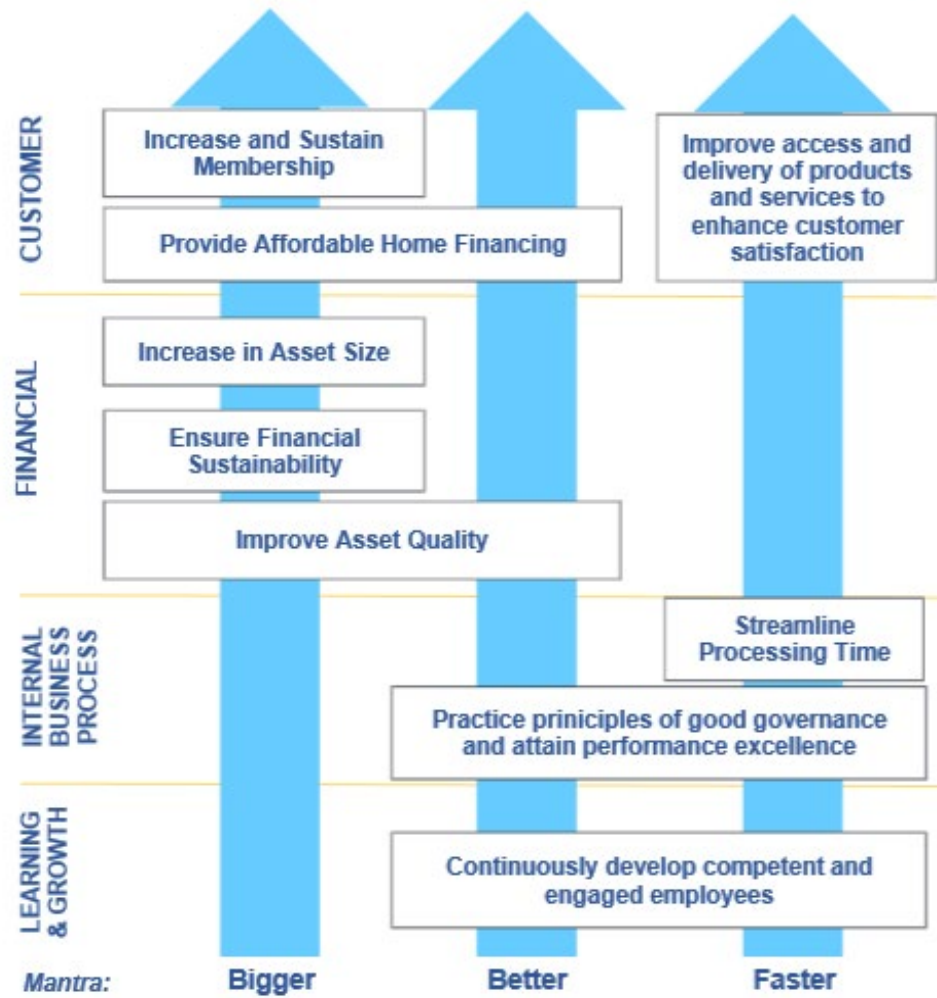 CUSTOMER
Increase and Sustain
Membership
Provide Affordable Home Financing
Improve access and
delivery of products
and services to
enhance customer
satisfaction
FINANCIAL
Increase in Asset Size
Ensure Financial
Sustainability
Improve Asset Quality
INTERNAL
BUSINESS
PROCESS
Streamline
Processing Time
Practice priniciples of good governance
and attain performance excellence
LEARNING
& GROWTH
Continuously develop competent and
engaged employees
Mantra: Bigger Better Faster